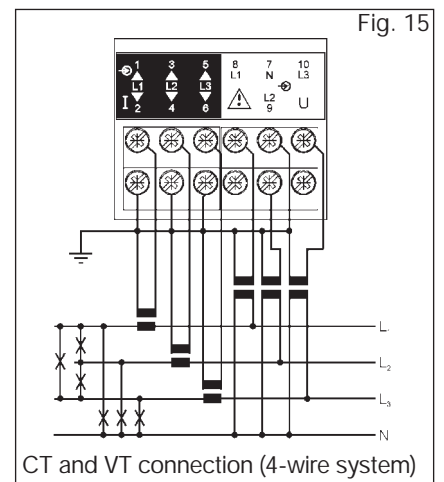 Fig. 15
1 3 5 8 7 10
L1 N L3
L1 L2 L3
I L2 U
2 4 6 9
L1
L2
L3
N
CT and VT connection (4-wire system)